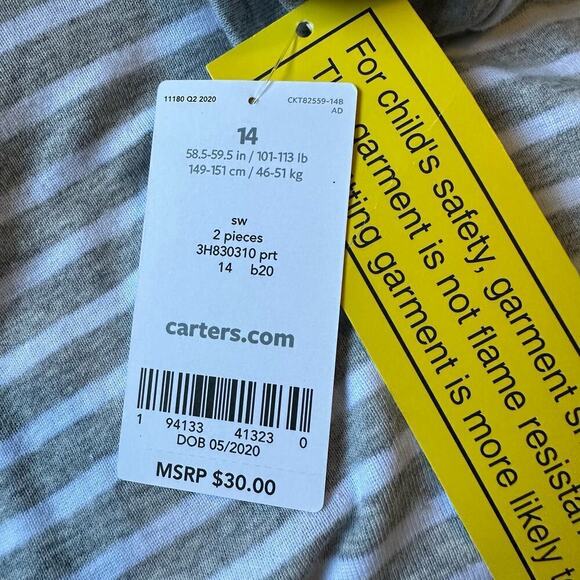 11180 Q2 2020
CKT82559-14B
AD
14
58.5-59.5 in / 101-113 lb
149-151 cm / 46-51 kg
sw
2 pieces
3H830310 prt
14 b20
carters.com
1 94133 41323 0
DOB 05/2020
MSRP $30.00
For child's safety, garment
garment is not flame
garment is more likely